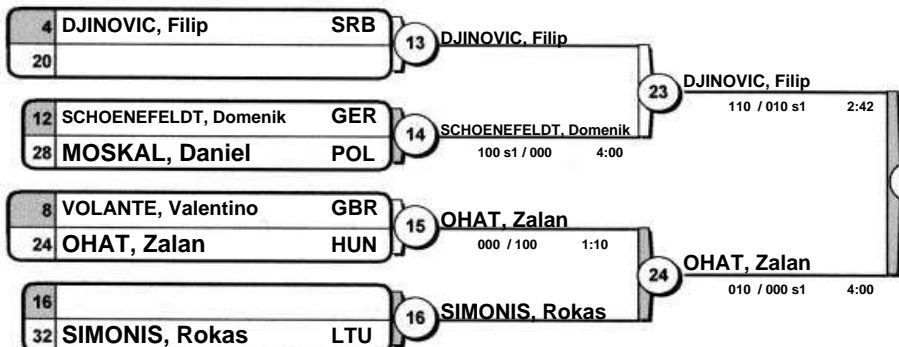 4 DJINOVIC, Filip SRB
20
13 DJINOVIC, Filip
12 SCHOENEFELDT, Domenik GER
28 MOSKAL, Daniel POL
14 SCHOENEFELDT, Domenik
100 s1 / 000 4:00
23 DJINOVIC, Filip
110 / 010 s1 2:42
8 VOLANTE, Valentino GBR
24 OHAT, Zalan HUN
15 OHAT, Zalan
000 / 100 1:10
16
32 SIMONIS, Rokas LTU
16 SIMONIS, Rokas
24 OHAT, Zalan
010 / 000 s1 4:00